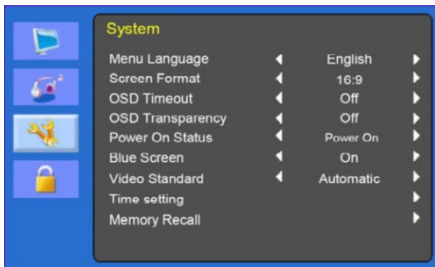 System
Menu Language English
Screen Format 16:9
OSD Timeout Off
OSD Transparency Off
Power On Status Power On
Blue Screen On
Video Standard Automatic
Time setting
Memory Recall